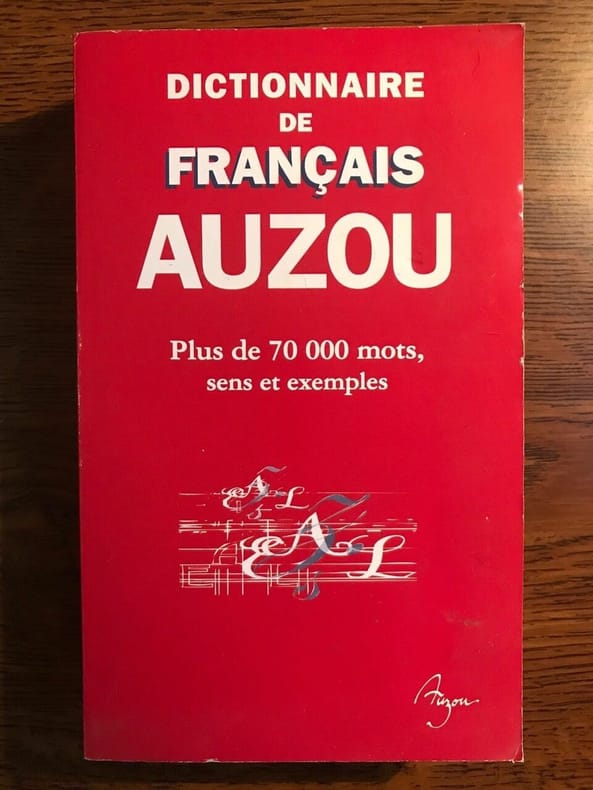 DICTIONNAIRE
DE
FRANÇAIS
AUZOU
Plus de 70 000 mots,
sens et exemples
E A Z L
E A Z L
Auzou